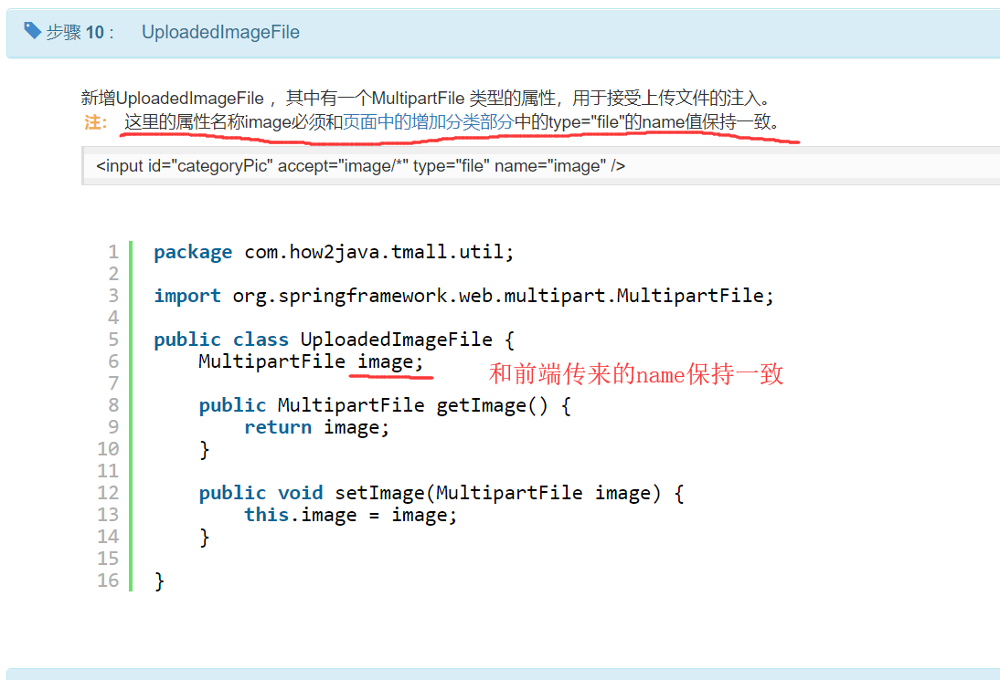 步骤 10 : UploadedImageFile
新增UploadedImageFile ，其中有一个MultipartFile 类型的属性，用于接受上传文件的注入。
注： 这里的属性名称image必须和页面中的增加分类部分中的type="file"的name值保持一致。
<input id="categoryPic" accept="image/*" type="file" name="image" />
1 package com.how2java.tmall.util;
2
3 import org.springframework.web.multipart.MultipartFile;
4
5 public class UploadedImageFile {
6 MultipartFile image; 和前端传来的name保持一致
7
8 public MultipartFile getImage() {
9 return image;
10 }
11
12 public void setImage(MultipartFile image) {
13 this.image = image;
14 }
15
16 }